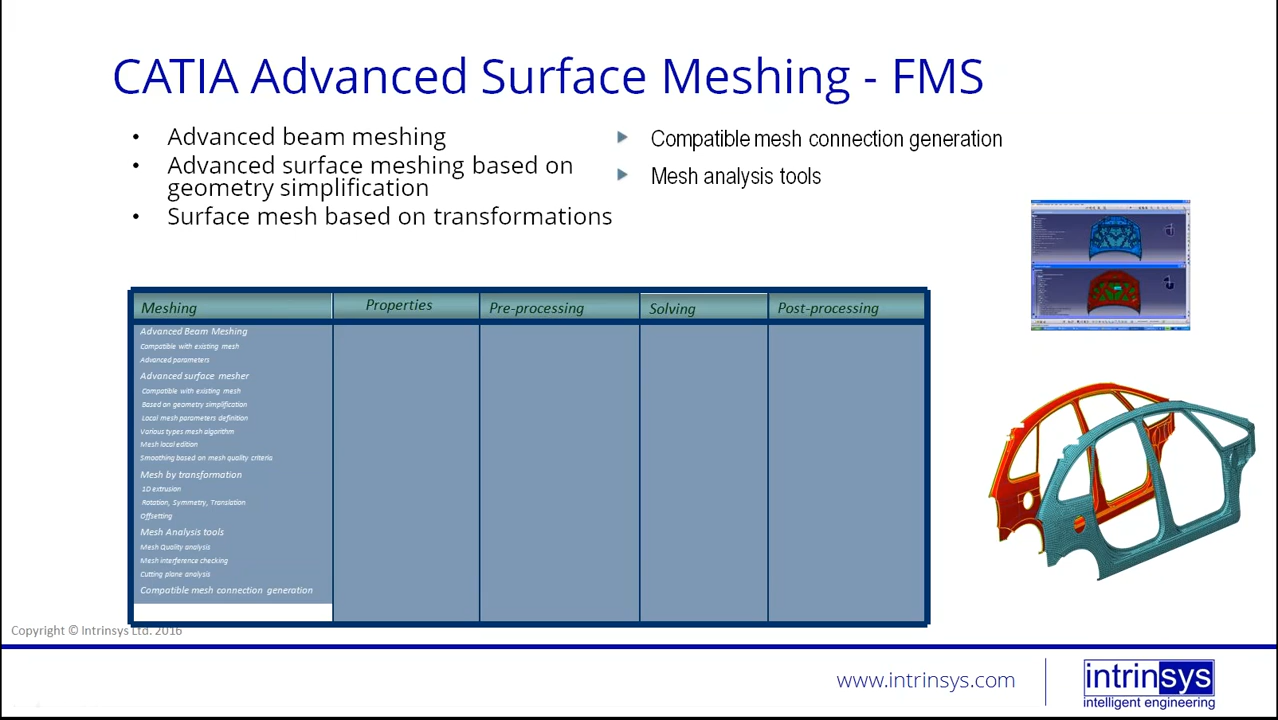 CATIA Advanced Surface Meshing - FMS
• Advanced beam meshing
• Advanced surface meshing based on
geometry simplification
• Surface mesh based on transformations
Compatible mesh connection generation
Mesh analysis tools
Meshing
Properties
Pre-processing
Solving
Post-processing
Advanced Beam Meshing
Compatible with existing mesh
Advanced parameters
Advanced surface mesher
Compatible with existing mesh
Based on geometry simplification
Local mesh parameters definition
Various types mesh algorithm
Mesh local edition
Smoothing based on mesh quality criteria
Mesh by transformation
1D extrusion
Rotation, Symmetry, Translation
Offsetting
Mesh Analysis tools
Mesh Quality analysis
Mesh interference checking
Cutting plane analysis
Compatible mesh connection generation
Copyright © Intrinsys Ltd. 2016
www.intrinsys.com
intrinsys
intelligent engineering